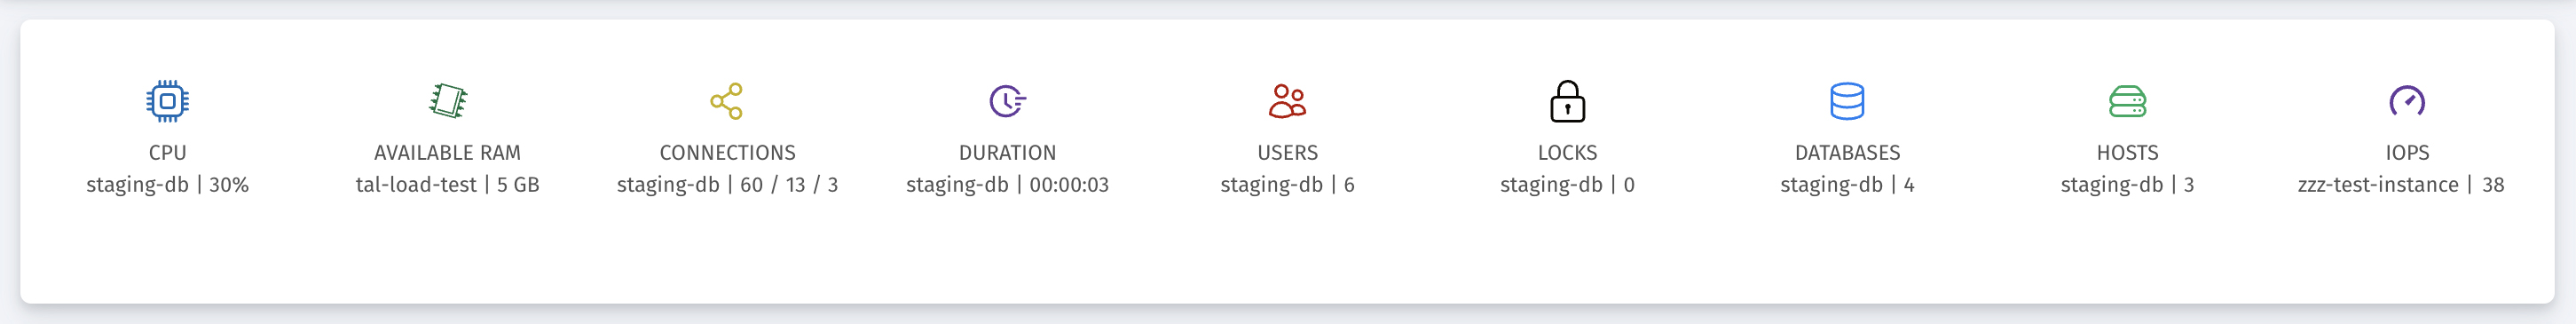 CPU
staging-db | 30%
AVAILABLE RAM
tal-load-test | 5 GB
CONNECTIONS
staging-db | 60 / 13 / 3
DURATION
staging-db | 00:00:03
USERS
staging-db | 6
LOCKS
staging-db | 0
DATABASES
staging-db | 4
HOSTS
staging-db | 3
IOPS
zzz-test-instance | 38